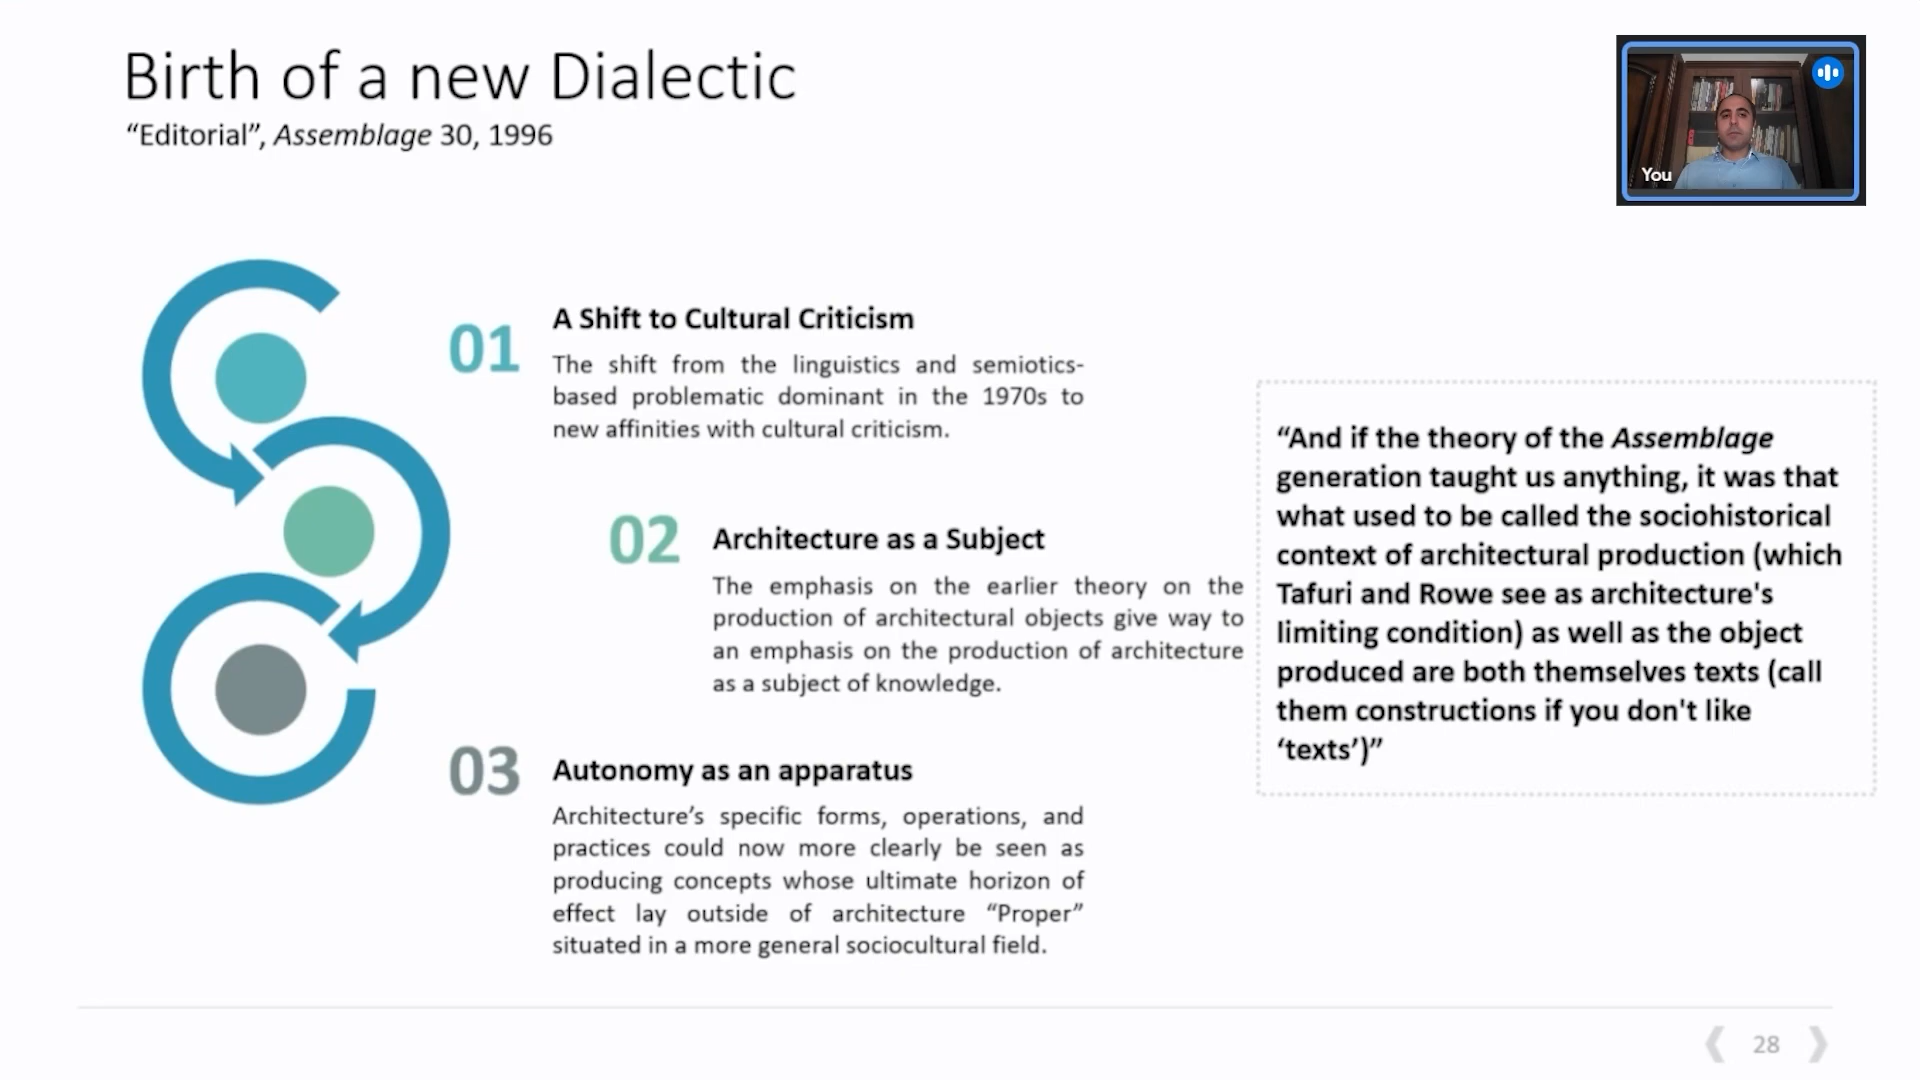 Birth of a new Dialectic
“Editorial”, Assemblage 30, 1996
You
01
A Shift to Cultural Criticism
The shift from the linguistics and semiotics-
based problematic dominant in the 1970s to
new affinities with cultural criticism.
02
Architecture as a Subject
The emphasis on the earlier theory on the
production of architectural objects give way to
an emphasis on the production of architecture
as a subject of knowledge.
03
Autonomy as an apparatus
Architecture’s specific forms, operations, and
practices could now more clearly be seen as
producing concepts whose ultimate horizon of
effect lay outside of architecture “Proper”
situated in a more general sociocultural field.
“And if the theory of the Assemblage
generation taught us anything, it was that
what used to be called the sociohistorical
context of architectural production (which
Tafuri and Rowe see as architecture's
limiting condition) as well as the object
produced are both themselves texts (call
them constructions if you don't like
‘texts’)”
28